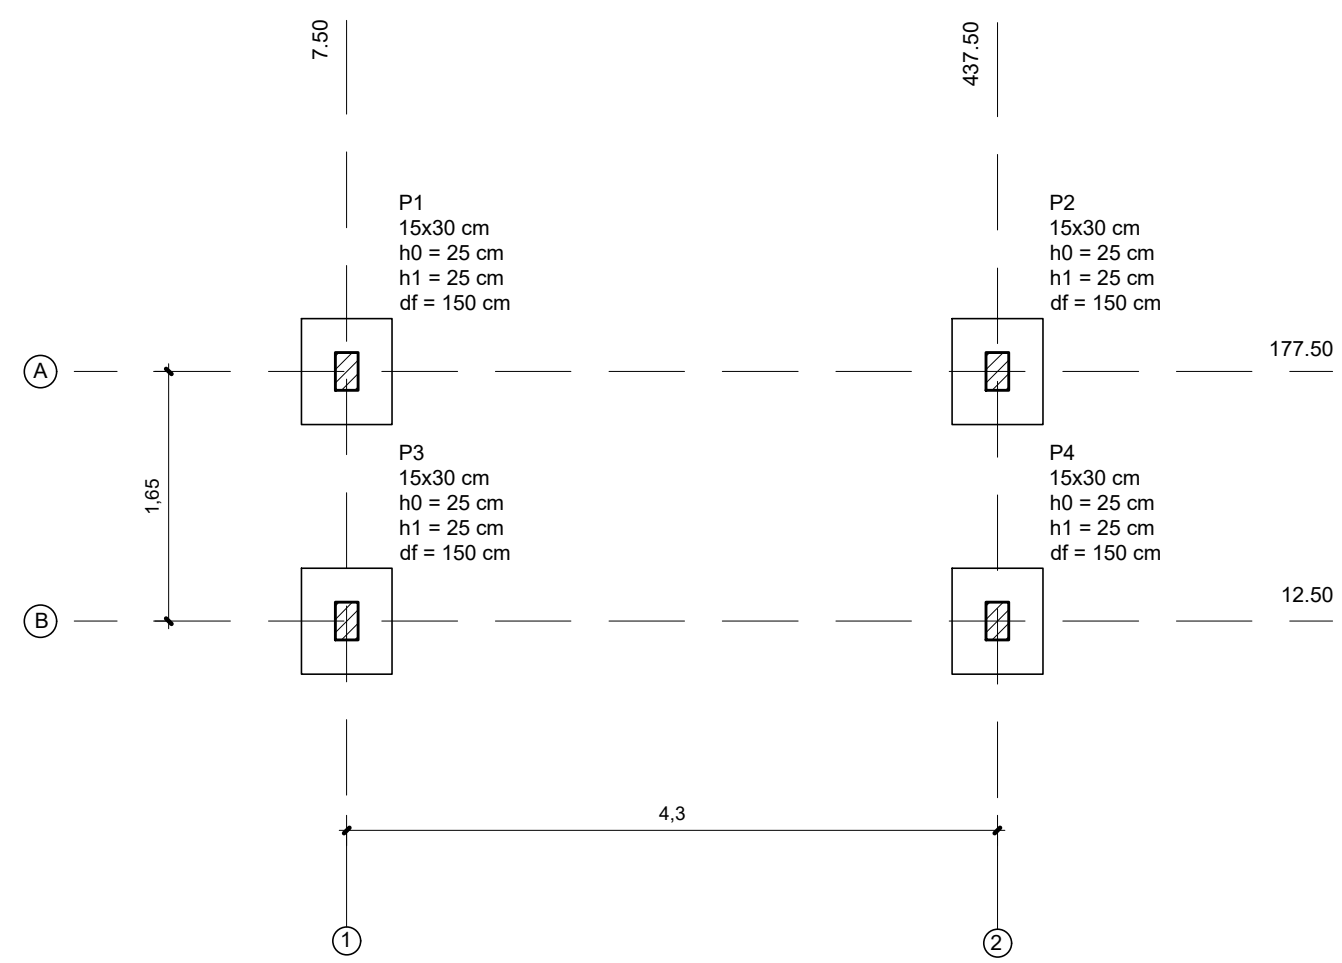 7.50
437.50
P1
15x30 cm
h0 = 25 cm
h1 = 25 cm
df = 150 cm
P2
15x30 cm
h0 = 25 cm
h1 = 25 cm
df = 150 cm
177.50
A
1,65
P3
15x30 cm
h0 = 25 cm
h1 = 25 cm
df = 150 cm
P4
15x30 cm
h0 = 25 cm
h1 = 25 cm
df = 150 cm
12.50
B
4,3
1
2